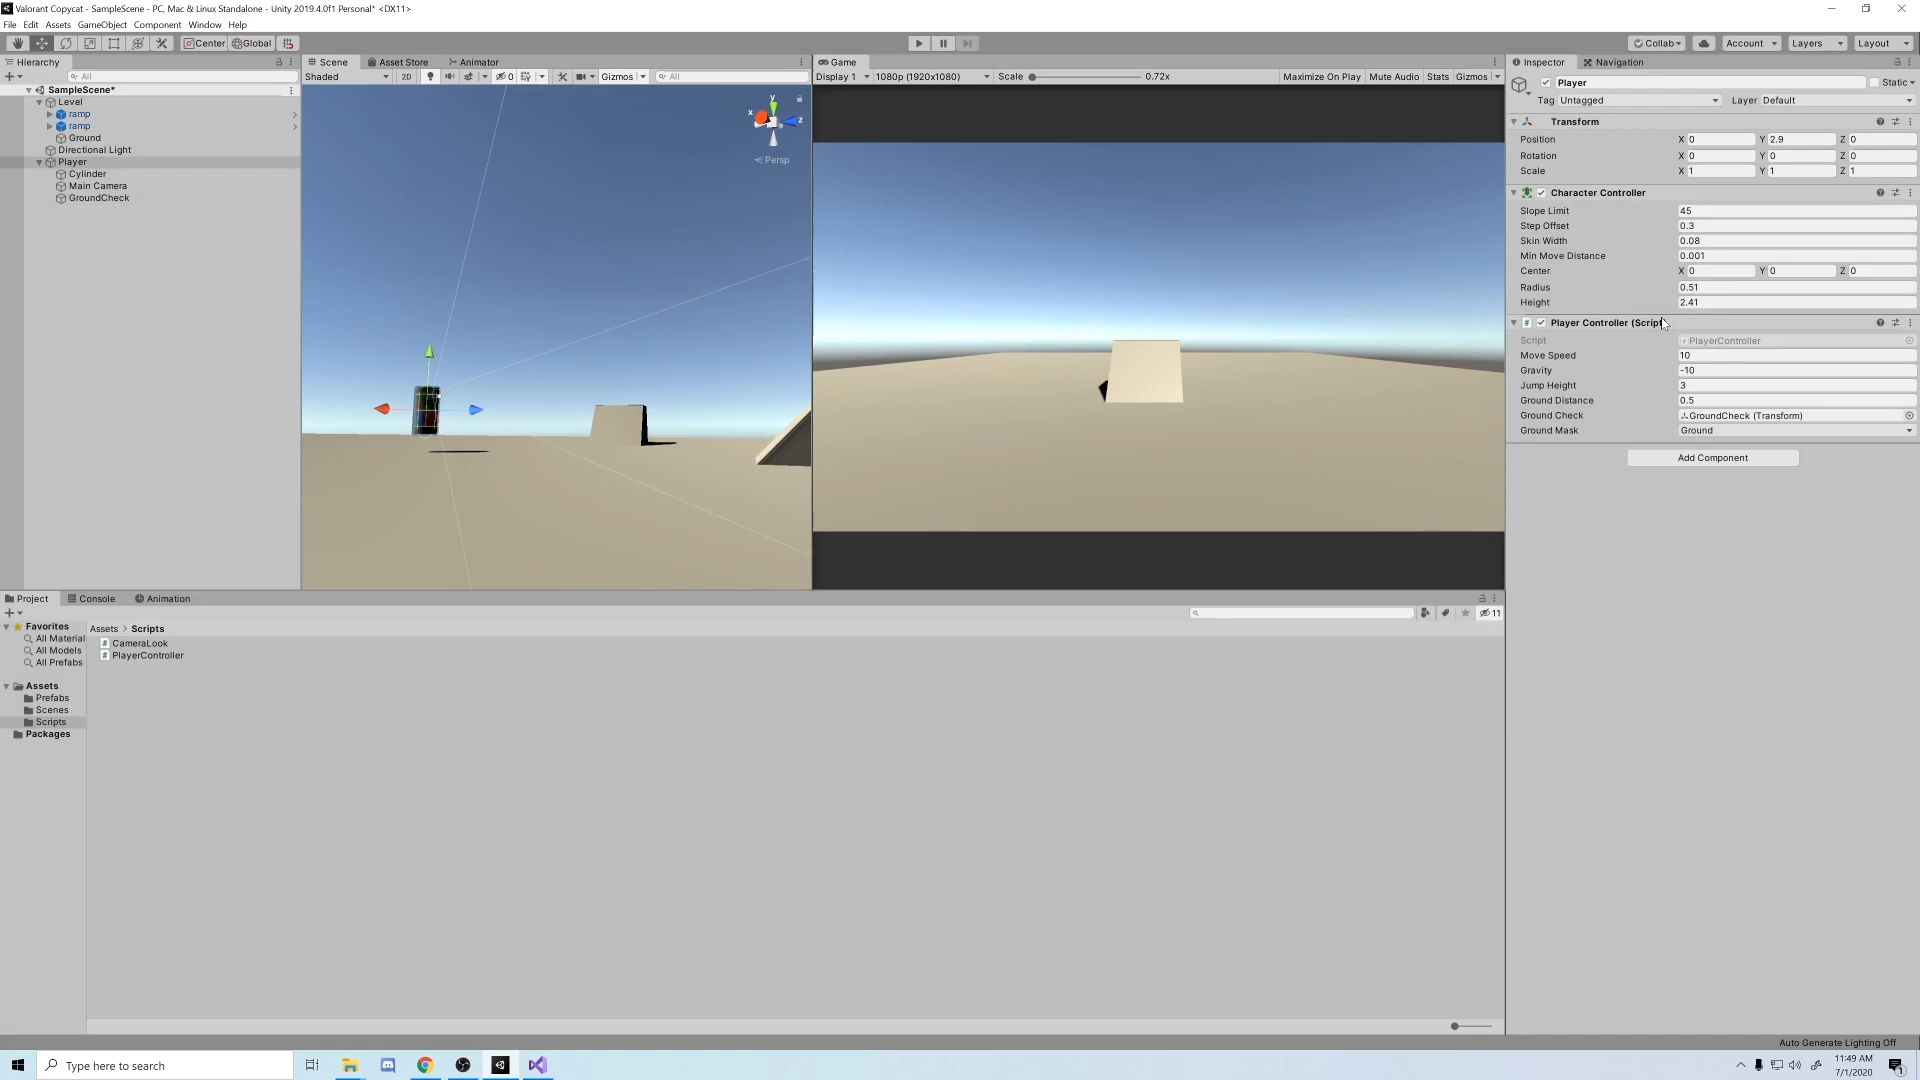 Valorant Copycat - SampleScene - PC, Mac & Linux Standalone - Unity 2019.4.0f1 Personal* <DX11>
File Edit Assets GameObject Component Window Help
Center Global
Collab Account Layers Layout
Hierarchy
All
SampleScene*
Level
ramp
ramp
Ground
Directional Light
Player
Cylinder
Main Camera
GroundCheck
Scene Asset Store Animator
Shaded 2D 0 Gizmos All
y
x z
Persp
Game
Display 1 1080p (1920x1080) Scale 0.72x Maximize On Play Mute Audio Stats Gizmos
Inspector Navigation
Player Static
Tag Untagged Layer Default
Transform
Position X 0 Y 2.9 Z 0
Rotation X 0 Y 0 Z 0
Scale X 1 Y 1 Z 1
Character Controller
Slope Limit 45
Step Offset 0.3
Skin Width 0.08
Min Move Distance 0.001
Center X 0 Y 0 Z 0
Radius 0.51
Height 2.41
# Player Controller (Script)
Script PlayerController
Move Speed 10
Gravity -10
Jump Height 3
Ground Distance 0.5
Ground Check GroundCheck (Transform)
Ground Mask Ground
Add Component
Project Console Animation
11
Favorites
All Material
All Models
All Prefabs
Assets
Prefabs
Scenes
Scripts
Packages
Assets > Scripts
# CameraLook
# PlayerController
Auto Generate Lighting Off
Type here to search
11:49 AM
7/1/2020
1